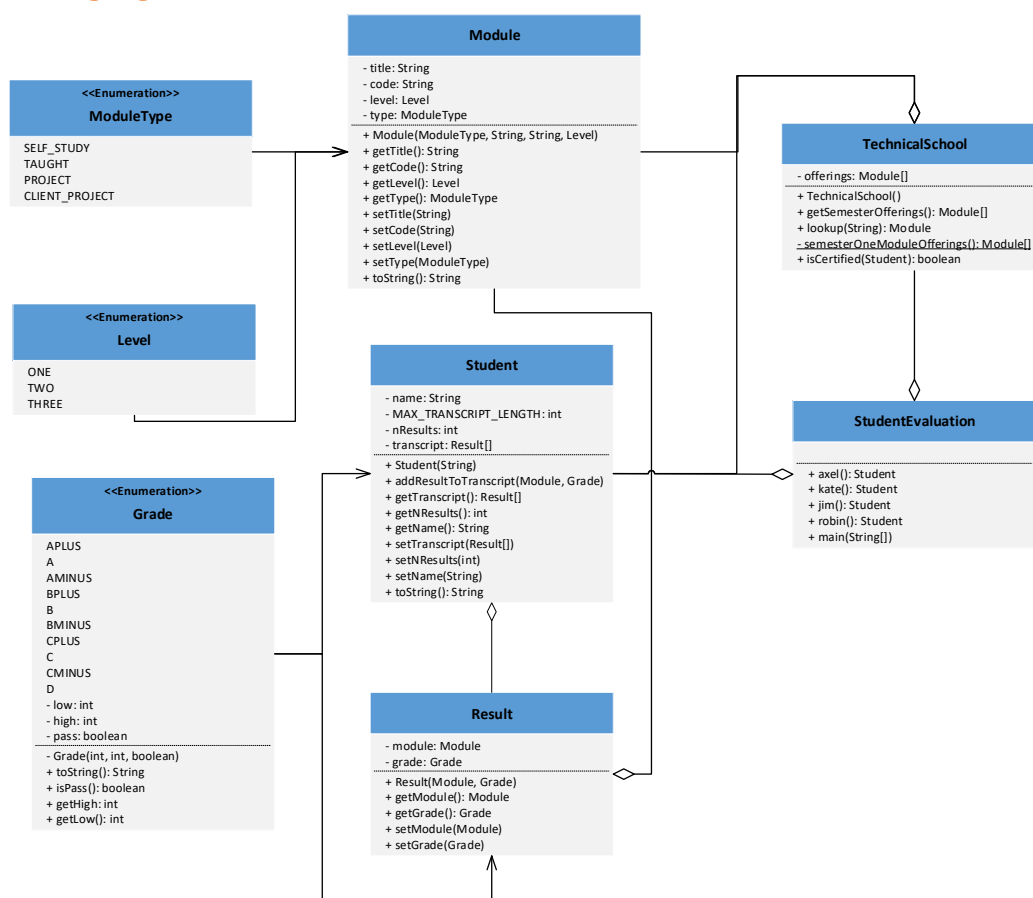 Module
- title: String
- code: String
- level: Level
- type: ModuleType
+ Module(ModuleType, String, String, Level)
+ getTitle(): String
+ getCode(): String
+ getLevel(): Level
+ getType(): ModuleType
+ setTitle(String)
+ setCode(String)
+ setLevel(Level)
+ setType(ModuleType)
+ toString(): String
<<Enumeration>>
ModuleType
SELF_STUDY
TAUGHT
PROJECT
CLIENT_PROJECT
TechnicalSchool
- offerings: Module[]
+ TechnicalSchool()
+ getSemesterOfferings(): Module[]
+ lookup(String): Module
- semesterOneModuleOfferings(): Module[]
+ isCertified(Student): boolean
<<Enumeration>>
Level
ONE
TWO
THREE
Student
- name: String
- MAX_TRANSCRIPT_LENGTH: int
- nResults: int
- transcript: Result[]
+ Student(String)
+ addResultToTranscript(Module, Grade)
+ getTranscript(): Result[]
+ getNResults(): int
+ getName(): String
+ setTranscript(Result[])
+ setNResults(int)
+ setName(String)
+ toString(): String
StudentEvaluation
+ axel(): Student
+ kate(): Student
+ jim(): Student
+ robin(): Student
+ main(String[])
<<Enumeration>>
Grade
APLUS
A
AMINUS
BPLUS
B
BMINUS
CPLUS
C
CMINUS
D
- low: int
- high: int
- pass: boolean
- Grade(int, int, boolean)
+ toString(): String
+ isPass(): boolean
+ getHigh: int
+ getLow(): int
Result
- module: Module
- grade: Grade
+ Result(Module, Grade)
+ getModule(): Module
+ getGrade(): Grade
+ setModule(Module)
+ setGrade(Grade)